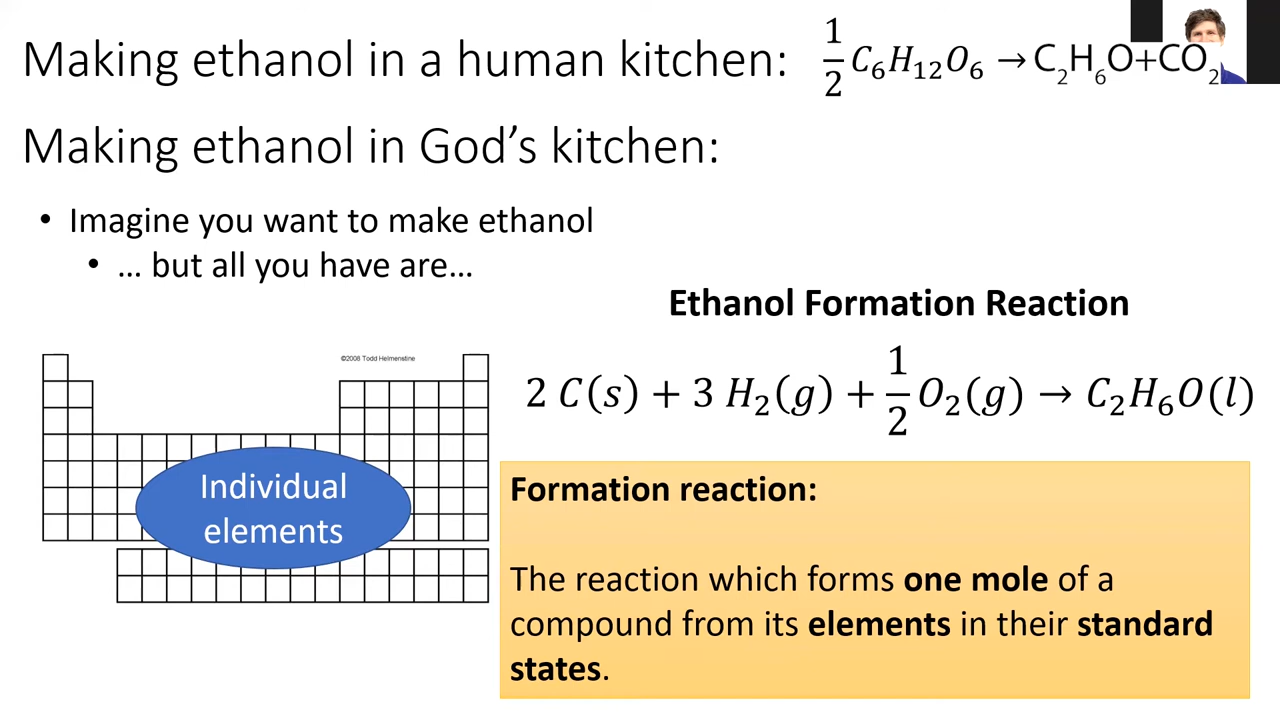 Making ethanol in a human kitchen: 1/2 C₆H₁₂O₆ → C₂H₆O+CO₂
Making ethanol in God’s kitchen:
• Imagine you want to make ethanol
• … but all you have are…
Ethanol Formation Reaction
©2008 Todd Helmenstine
2 C(s) + 3 H₂(g) + 1/2 O₂(g) → C₂H₆O(l)
Individual
elements
Formation reaction:
The reaction which forms one mole of a
compound from its elements in their standard
states.